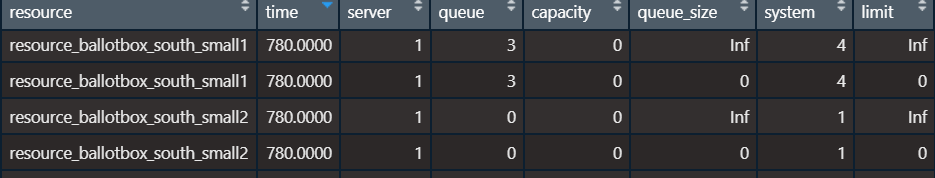 resource time server queue capacity queue_size system limit
resource_ballotbox_south_small1 780.0000 1 3 0 Inf 4 Inf
resource_ballotbox_south_small1 780.0000 1 3 0 0 4 0
resource_ballotbox_south_small2 780.0000 1 0 0 Inf 1 Inf
resource_ballotbox_south_small2 780.0000 1 0 0 0 1 0